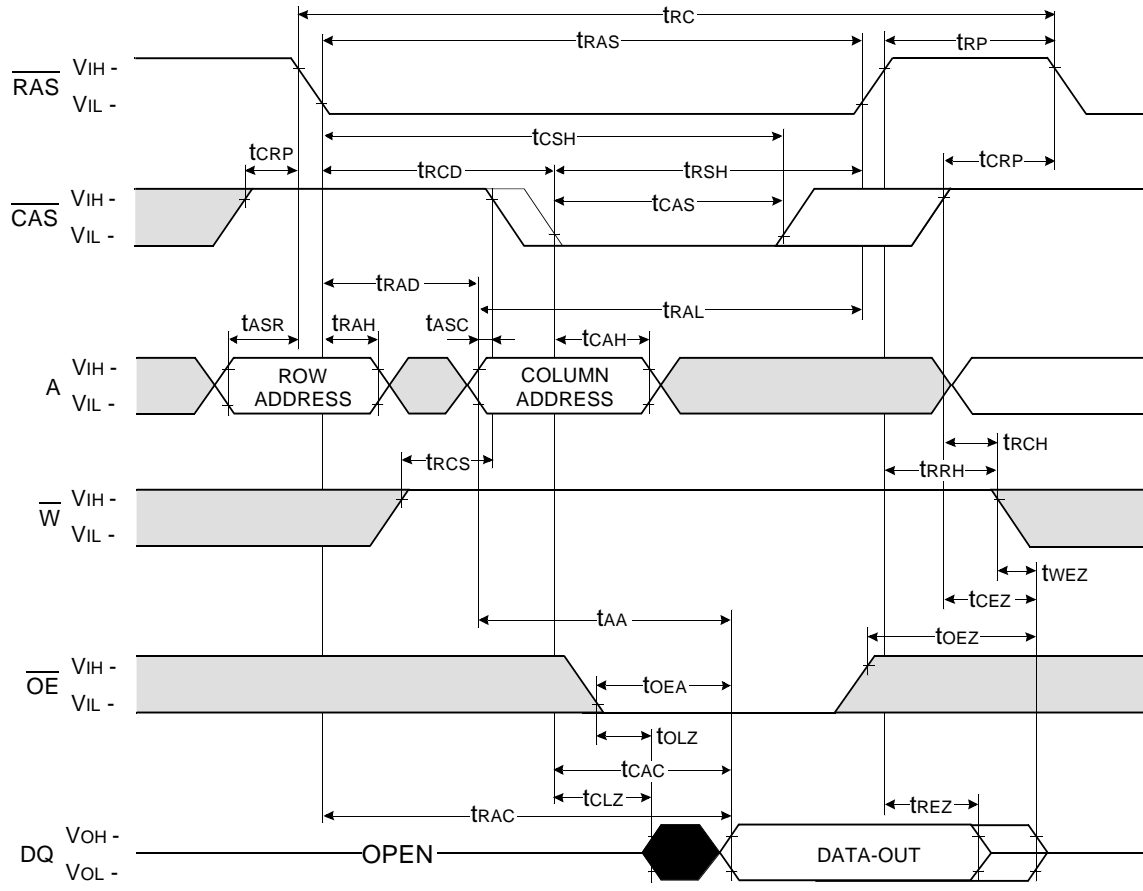 tRC
tRAS
tRP
RAS
VIH -
VIL -
tCSH
tCRP
tRCD
tRSH
tCRP
CAS
VIH -
VIL -
tCAS
tRAD
tRAL
tASR
tRAH
tASC
tCAH
A
VIH -
VIL -
ROW
ADDRESS
COLUMN
ADDRESS
tRCS
tRCH
tRRH
W
VIH -
VIL -
tWEZ
tCEZ
tAA
tOEZ
OE
VIH -
VIL -
tOEA
tOLZ
tCAC
tCLZ
tREZ
tRAC
DQ
VOH -
VOL -
OPEN
DATA-OUT